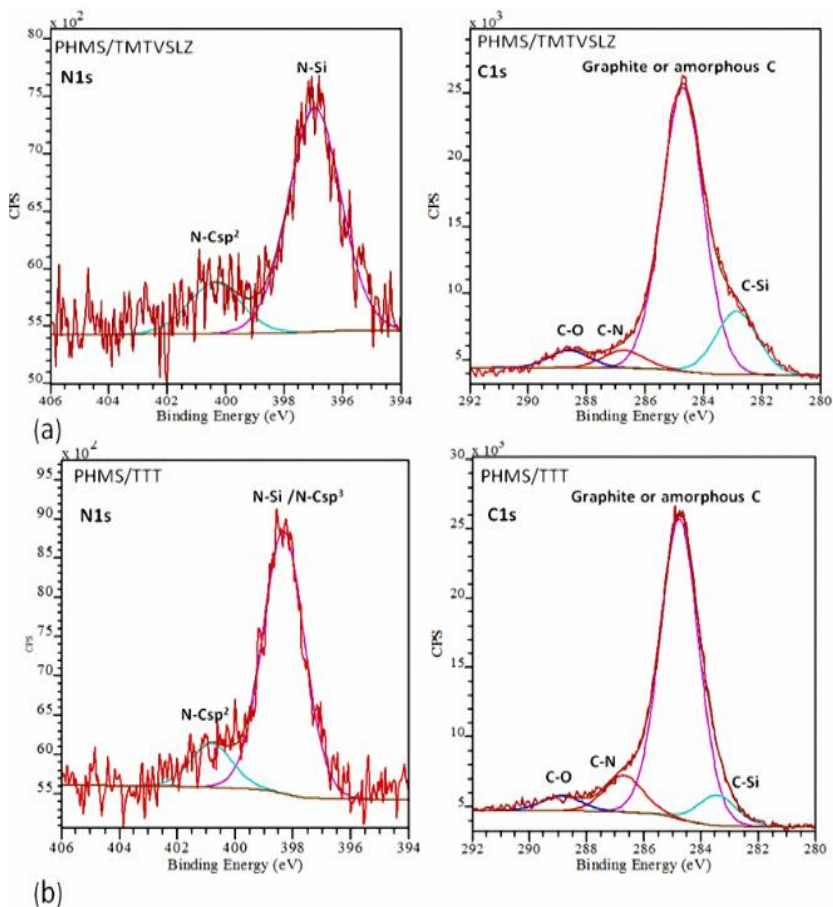 x 10²
PHMS/TMTVSLZ
N1s
N-Si
N-Csp²
80
70
60
55
50
CPS
406 404 402 400 398 396 394
Binding Energy (eV)
x 10³
PHMS/TMTVSLZ
C1s
Graphite or amorphous C
C-O
C-N
C-Si
25
20
15
10
5
CPS
292 290 288 286 284 282 280
Binding Energy (eV)
(a)
x 10²
PHMS/TTT
N1s
N-Si /N-Csp³
N-Csp²
95
90
85
80
75
70
60
55
CPS
406 404 402 400 398 396 394
Binding Energy (eV)
x 10³
PHMS/TTT
C1s
Graphite or amorphous C
C-O
C-N
C-Si
30
25
20
15
10
5
CPS
292 290 288 286 284 282 280
Binding Energy (eV)
(b)